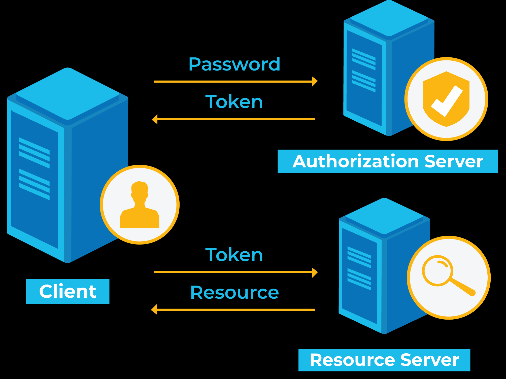 Password
Token
Authorization Server
Token
Resource
Client
Resource Server